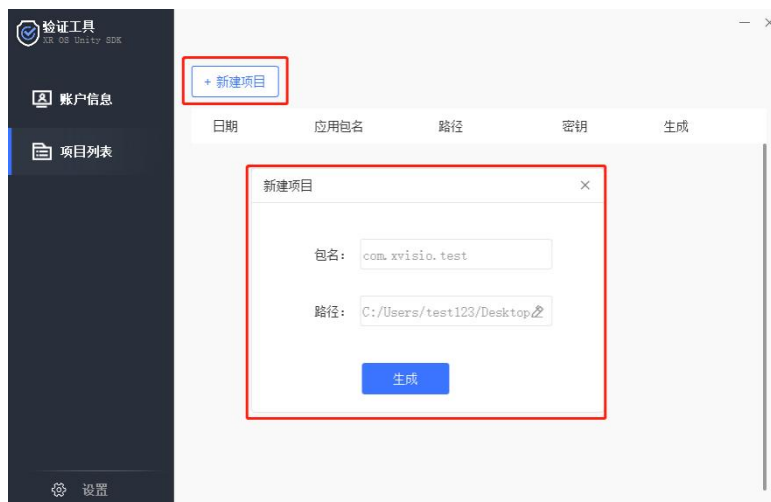 验证工具
XR OS Unity SDK
账户信息
项目列表
设置
+ 新建项目
日期 应用包名 路径 密钥 生成
新建项目
包名: com.xvisio.test
路径: C:/Users/test123/Desktop
生成